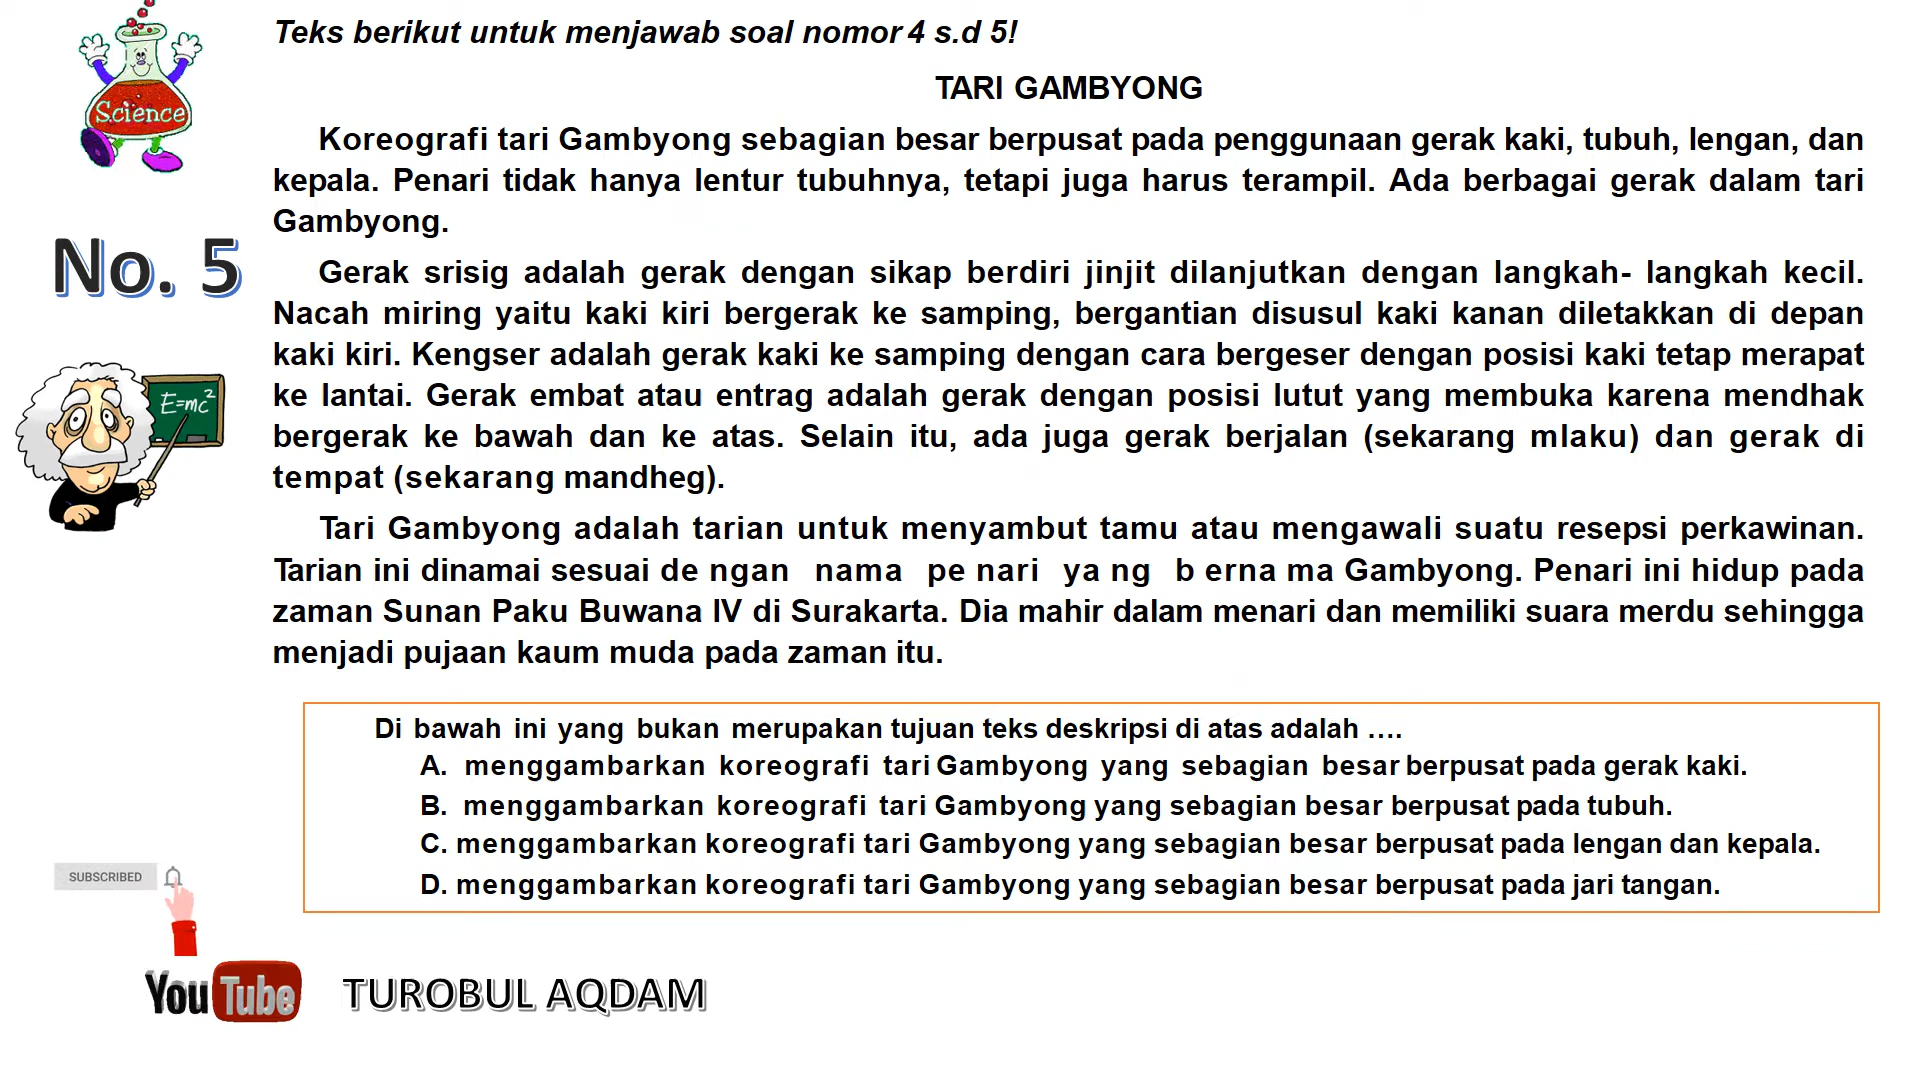 Science
Teks berikut untuk menjawab soal nomor 4 s.d 5!
TARI GAMBYONG
Koreografi tari Gambyong sebagian besar berpusat pada penggunaan gerak kaki, tubuh, lengan, dan
kepala. Penari tidak hanya lentur tubuhnya, tetapi juga harus terampil. Ada berbagai gerak dalam tari
Gambyong.
No. 5
Gerak srisig adalah gerak dengan sikap berdiri jinjit dilanjutkan dengan langkah- langkah kecil.
Nacah miring yaitu kaki kiri bergerak ke samping, bergantian disusul kaki kanan diletakkan di depan
kaki kiri. Kengser adalah gerak kaki ke samping dengan cara bergeser dengan posisi kaki tetap merapat
ke lantai. Gerak embat atau entrag adalah gerak dengan posisi lutut yang membuka karena mendhak
bergerak ke bawah dan ke atas. Selain itu, ada juga gerak berjalan (sekarang mlaku) dan gerak di
tempat (sekarang mandheg).
E=mc²
Tari Gambyong adalah tarian untuk menyambut tamu atau mengawali suatu resepsi perkawinan.
Tarian ini dinamai sesuai de ngan nama pe nari ya ng b erna ma Gambyong. Penari ini hidup pada
zaman Sunan Paku Buwana IV di Surakarta. Dia mahir dalam menari dan memiliki suara merdu sehingga
menjadi pujaan kaum muda pada zaman itu.
Di bawah ini yang bukan merupakan tujuan teks deskripsi di atas adalah ....
A. menggambarkan koreografi tari Gambyong yang sebagian besar berpusat pada gerak kaki.
B. menggambarkan koreografi tari Gambyong yang sebagian besar berpusat pada tubuh.
C. menggambarkan koreografi tari Gambyong yang sebagian besar berpusat pada lengan dan kepala.
D. menggambarkan koreografi tari Gambyong yang sebagian besar berpusat pada jari tangan.
SUBSCRIBED
YouTube
TUROBUL AQDAM